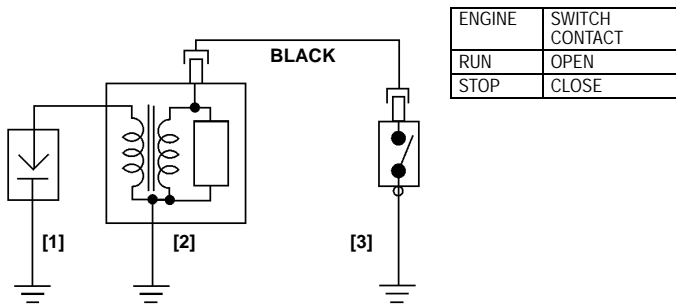 BLACK
ENGINE SWITCH CONTACT
RUN OPEN
STOP CLOSE
[1] [2] [3]